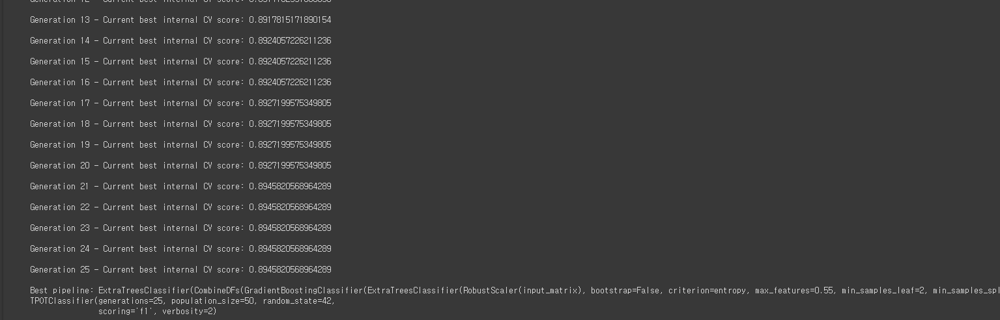 Generation 12 - Current best internal CV score:
Generation 13 - Current best internal CV score: 0.8917815171890154
Generation 14 - Current best internal CV score: 0.8924057226211236
Generation 15 - Current best internal CV score: 0.8924057226211236
Generation 16 - Current best internal CV score: 0.8924057226211236
Generation 17 - Current best internal CV score: 0.8927199575349805
Generation 18 - Current best internal CV score: 0.8927199575349805
Generation 19 - Current best internal CV score: 0.8927199575349805
Generation 20 - Current best internal CV score: 0.8927199575349805
Generation 21 - Current best internal CV score: 0.8945820568964289
Generation 22 - Current best internal CV score: 0.8945820568964289
Generation 23 - Current best internal CV score: 0.8945820568964289
Generation 24 - Current best internal CV score: 0.8945820568964289
Generation 25 - Current best internal CV score: 0.8945820568964289
Best pipeline: ExtraTreesClassifier(CombineDFs(GradientBoostingClassifier(ExtraTreesClassifier(RobustScaler(input_matrix), bootstrap=False, criterion=entropy, max_features=0.55, min_samples_leaf=2, min_samples_spl
TPOTClassifier(generations=25, population_size=50, random_state=42,
scoring='f1', verbosity=2)